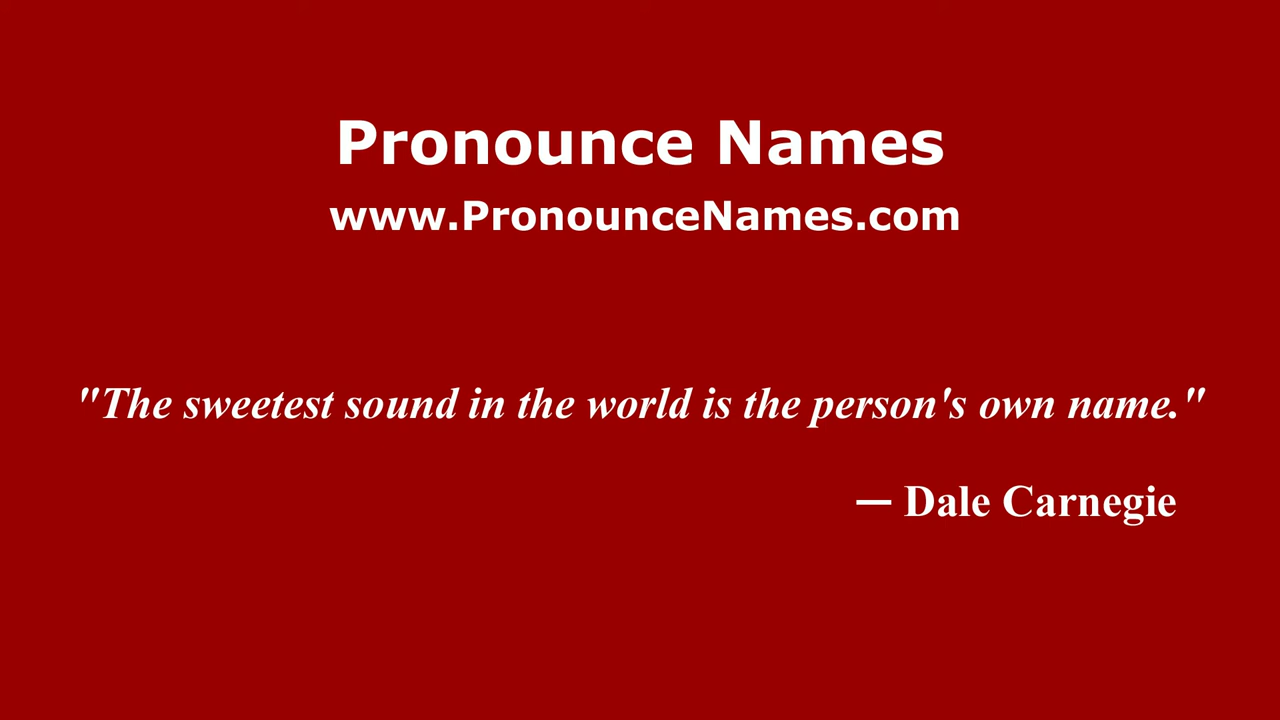 Pronounce Names
www.PronounceNames.com
"The sweetest sound in the world is the person's own name."
— Dale Carnegie